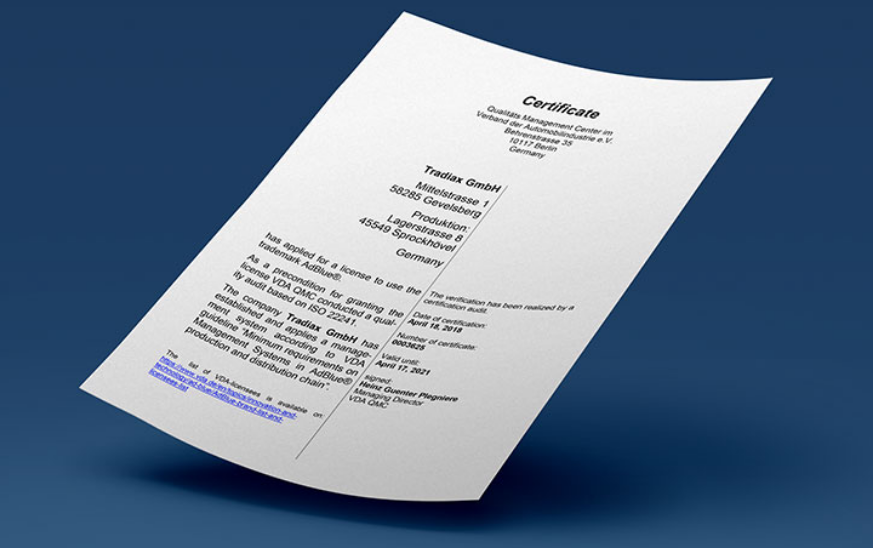 Certificate
Qualitäts Management Center im
Verband der Automobilindustrie e.V.
Behrenstrasse 35
10117 Berlin
Germany
Tradiax GmbH
Mittelstrasse 1
58285 Gevelsberg
Produktion:
Lagerstrasse 8
45549 Sprockhövel
Germany
has applied for a license to use the
trademark AdBlue®.
As a precondition for granting the
license VDA QMC conducted a qual-
ity audit based on ISO 22241.
The company Tradiax GmbH has
established and applies a manage-
ment system according to VDA
guideline "Minimum requirements on
Management Systems in AdBlue®
production and distribution chain".
The list of VDA-licensees is available on:
https://www.vda.de/en/topics/innovation-and-
technology/ad-blue/AdBlue-brand-list-and-
licensees-list
The verification has been realized by a
certification audit.
Date of certification:
April 18, 2018
Number of certificate:
0003625
Valid until:
April 17, 2021
signed:
Heinz Guenter Plegniere
Managing Director
VDA QMC